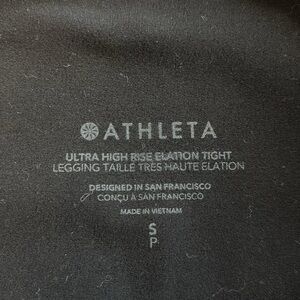 ATHLETA
ULTRA HIGH RISE ELATION TIGHT
LEGGING TAILLE TRES HAUTE ELATION
DESIGNED IN SAN FRANCISCO
CONÇU À SAN FRANCISCO
MADE IN VIETNAM
S
P